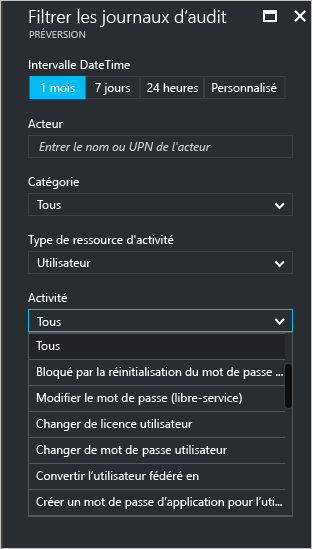 Filtrer les journaux d’audit
PRÉVERSION
Intervalle DateTime
1 mois 7 jours 24 heures Personnalisé
Acteur
Entrer le nom ou UPN de l'acteur
Catégorie
Tous
Type de ressource d'activité
Utilisateur
Activité
Tous
Tous
Bloqué par la réinitialisation du mot de passe ...
Modifier le mot de passe (libre-service)
Changer de licence utilisateur
Changer de mot de passe utilisateur
Convertir l’utilisateur fédéré en
Créer un mot de passe d’application pour l’uti...